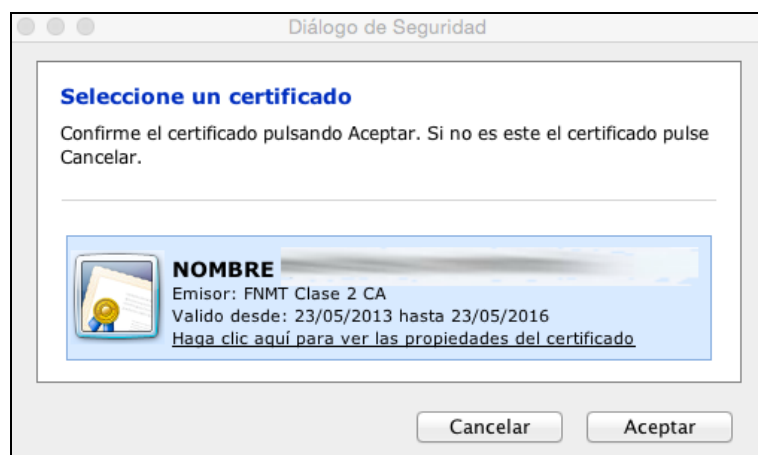 Diálogo de Seguridad
Seleccione un certificado
Confirme el certificado pulsando Aceptar. Si no es este el certificado pulse
Cancelar.
NOMBRE
Emisor: FNMT Clase 2 CA
Valido desde: 23/05/2013 hasta 23/05/2016
Haga clic aquí para ver las propiedades del certificado
Cancelar Aceptar